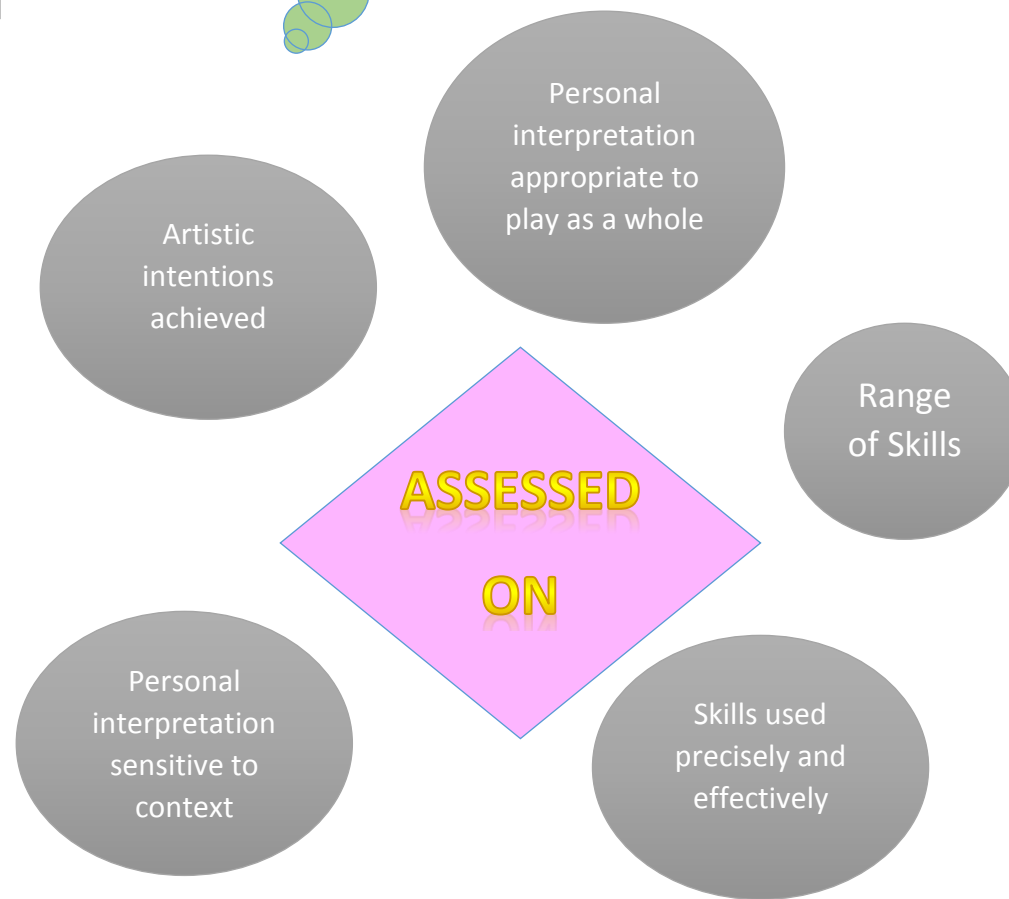 Personal
interpretation
appropriate to
play as a whole
Artistic
intentions
achieved
Range
of Skills
ASSESSED
ON
Personal
interpretation
sensitive to
context
Skills used
precisely and
effectively